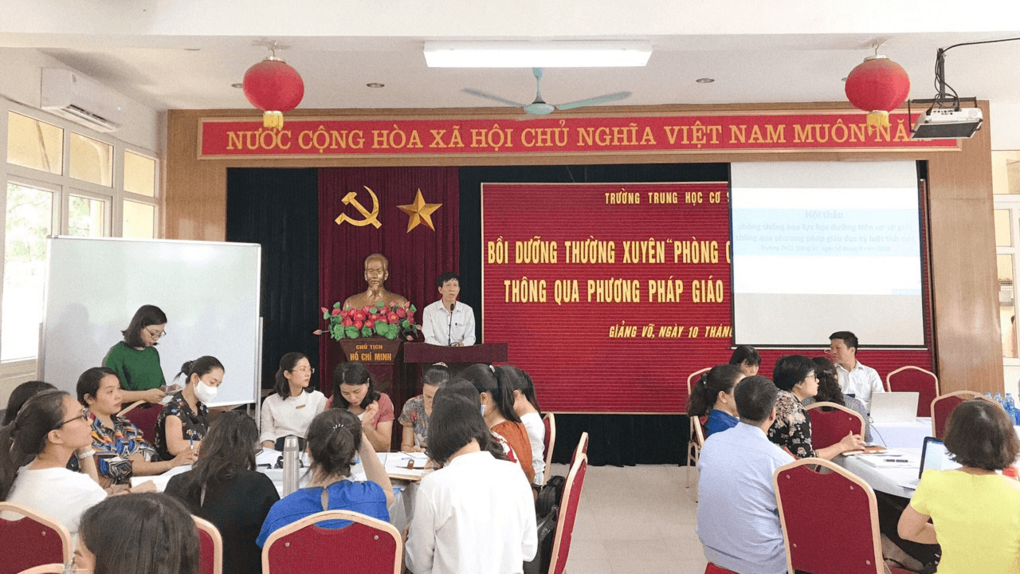 NƯỚC CỘNG HÒA XÃ HỘI CHỦ NGHĨA VIỆT NAM MUÔN NĂM
TRƯỜNG TRUNG HỌC CƠ
BỒI DƯỠNG THƯỜNG XUYÊN "PHÒNG
THÔNG QUA PHƯƠNG PHÁP GIÁO
GIẢNG VÕ, NGÀY 10 THÁNG
Hội thảo
CHỦ TỊCH
HỒ CHÍ MINH